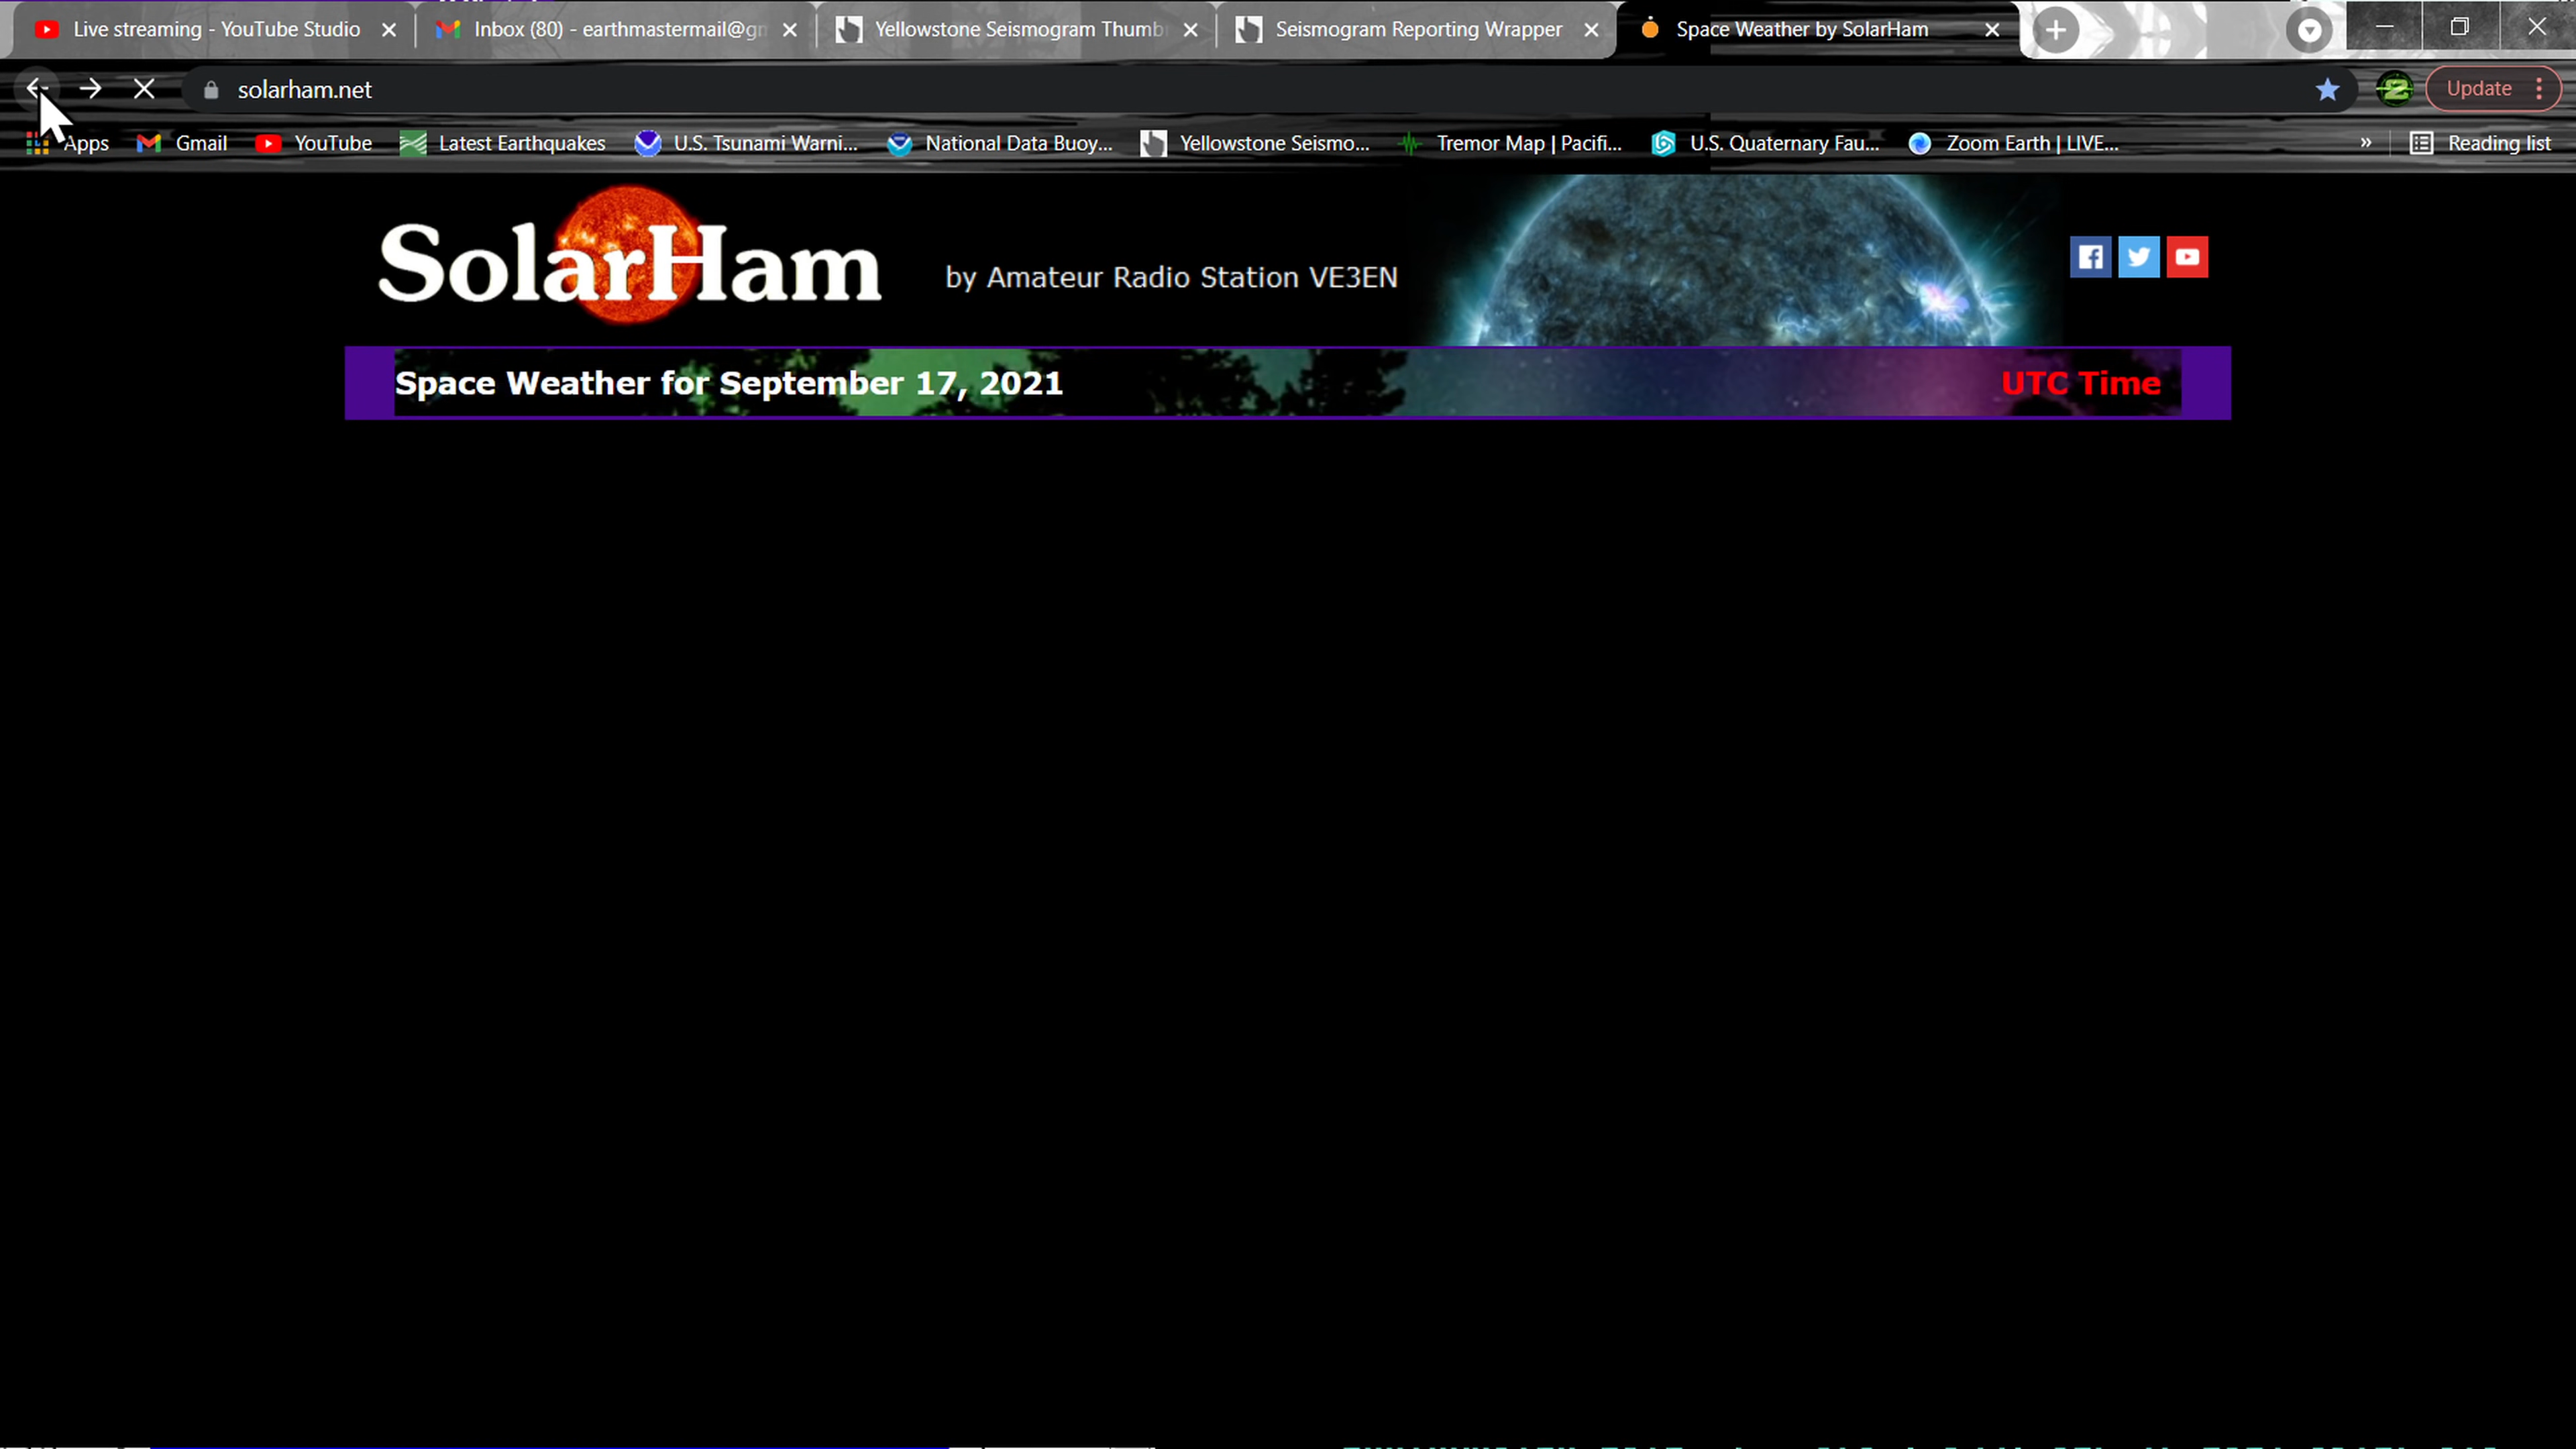 Live streaming - YouTube Studio
Inbox (80) - earthmastermail@gm
Yellowstone Seismogram Thumb
Seismogram Reporting Wrapper
Space Weather by SolarHam
solarham.net
Update
Apps
Gmail
YouTube
Latest Earthquakes
U.S. Tsunami Warni...
National Data Buoy...
Yellowstone Seismo...
Tremor Map | Pacifi...
U.S. Quaternary Fau...
Zoom Earth | LIVE...
»
Reading list
SolarHam
by Amateur Radio Station VE3EN
Space Weather for September 17, 2021
UTC Time